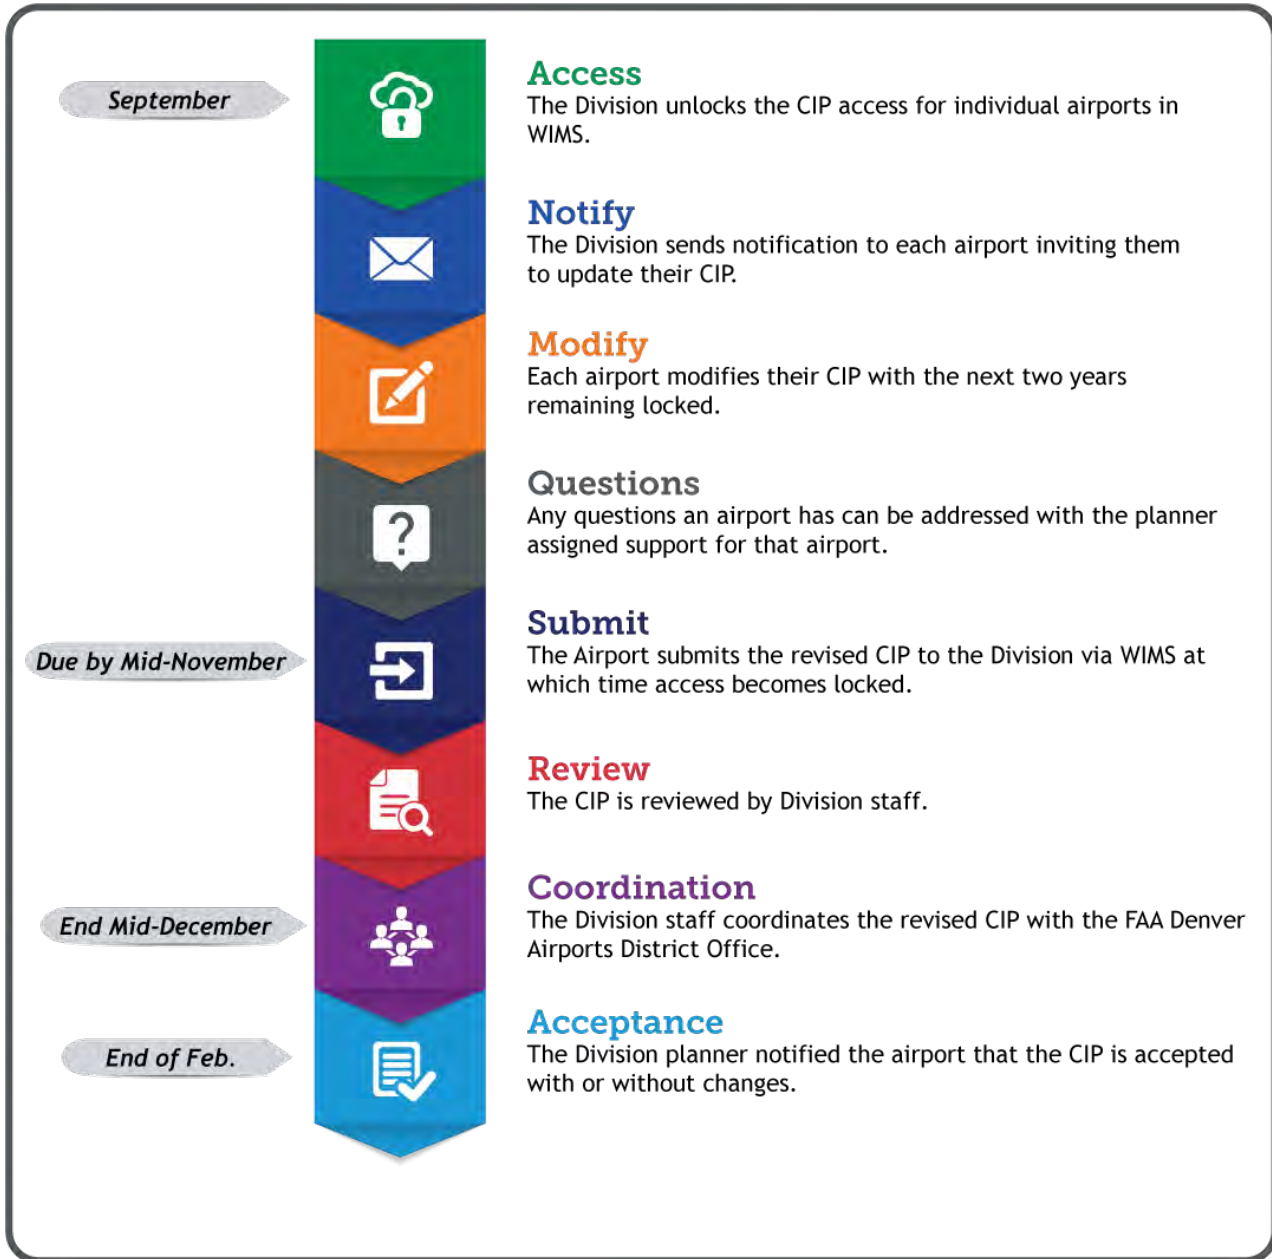 September
Access
The Division unlocks the CIP access for individual airports in
WIMS.
Notify
The Division sends notification to each airport inviting them
to update their CIP.
Modify
Each airport modifies their CIP with the next two years
remaining locked.
?
Questions
Any questions an airport has can be addressed with the planner
assigned support for that airport.
Due by Mid-November
Submit
The Airport submits the revised CIP to the Division via WIMS at
which time access becomes locked.
Review
The CIP is reviewed by Division staff.
End Mid-December
Coordination
The Division staff coordinates the revised CIP with the FAA Denver
Airports District Office.
End of Feb.
Acceptance
The Division planner notified the airport that the CIP is accepted
with or without changes.